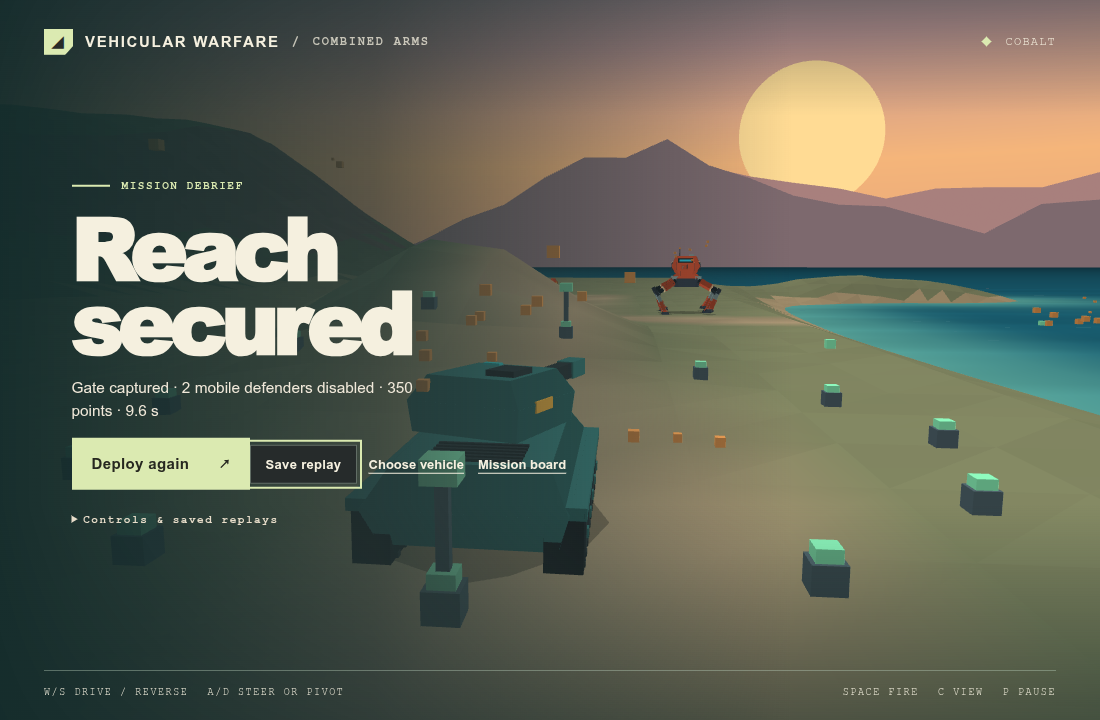 VEHICULAR WARFARE / COMBINED ARMS
COBALT
MISSION DEBRIEF
Reach
secured
Gate captured · 2 mobile defenders disabled · 350
points · 9.6 s
Deploy again ↗
Save replay
Choose vehicle
Mission board
Controls & saved replays
W/S DRIVE / REVERSE A/D STEER OR PIVOT
SPACE FIRE C VIEW P PAUSE